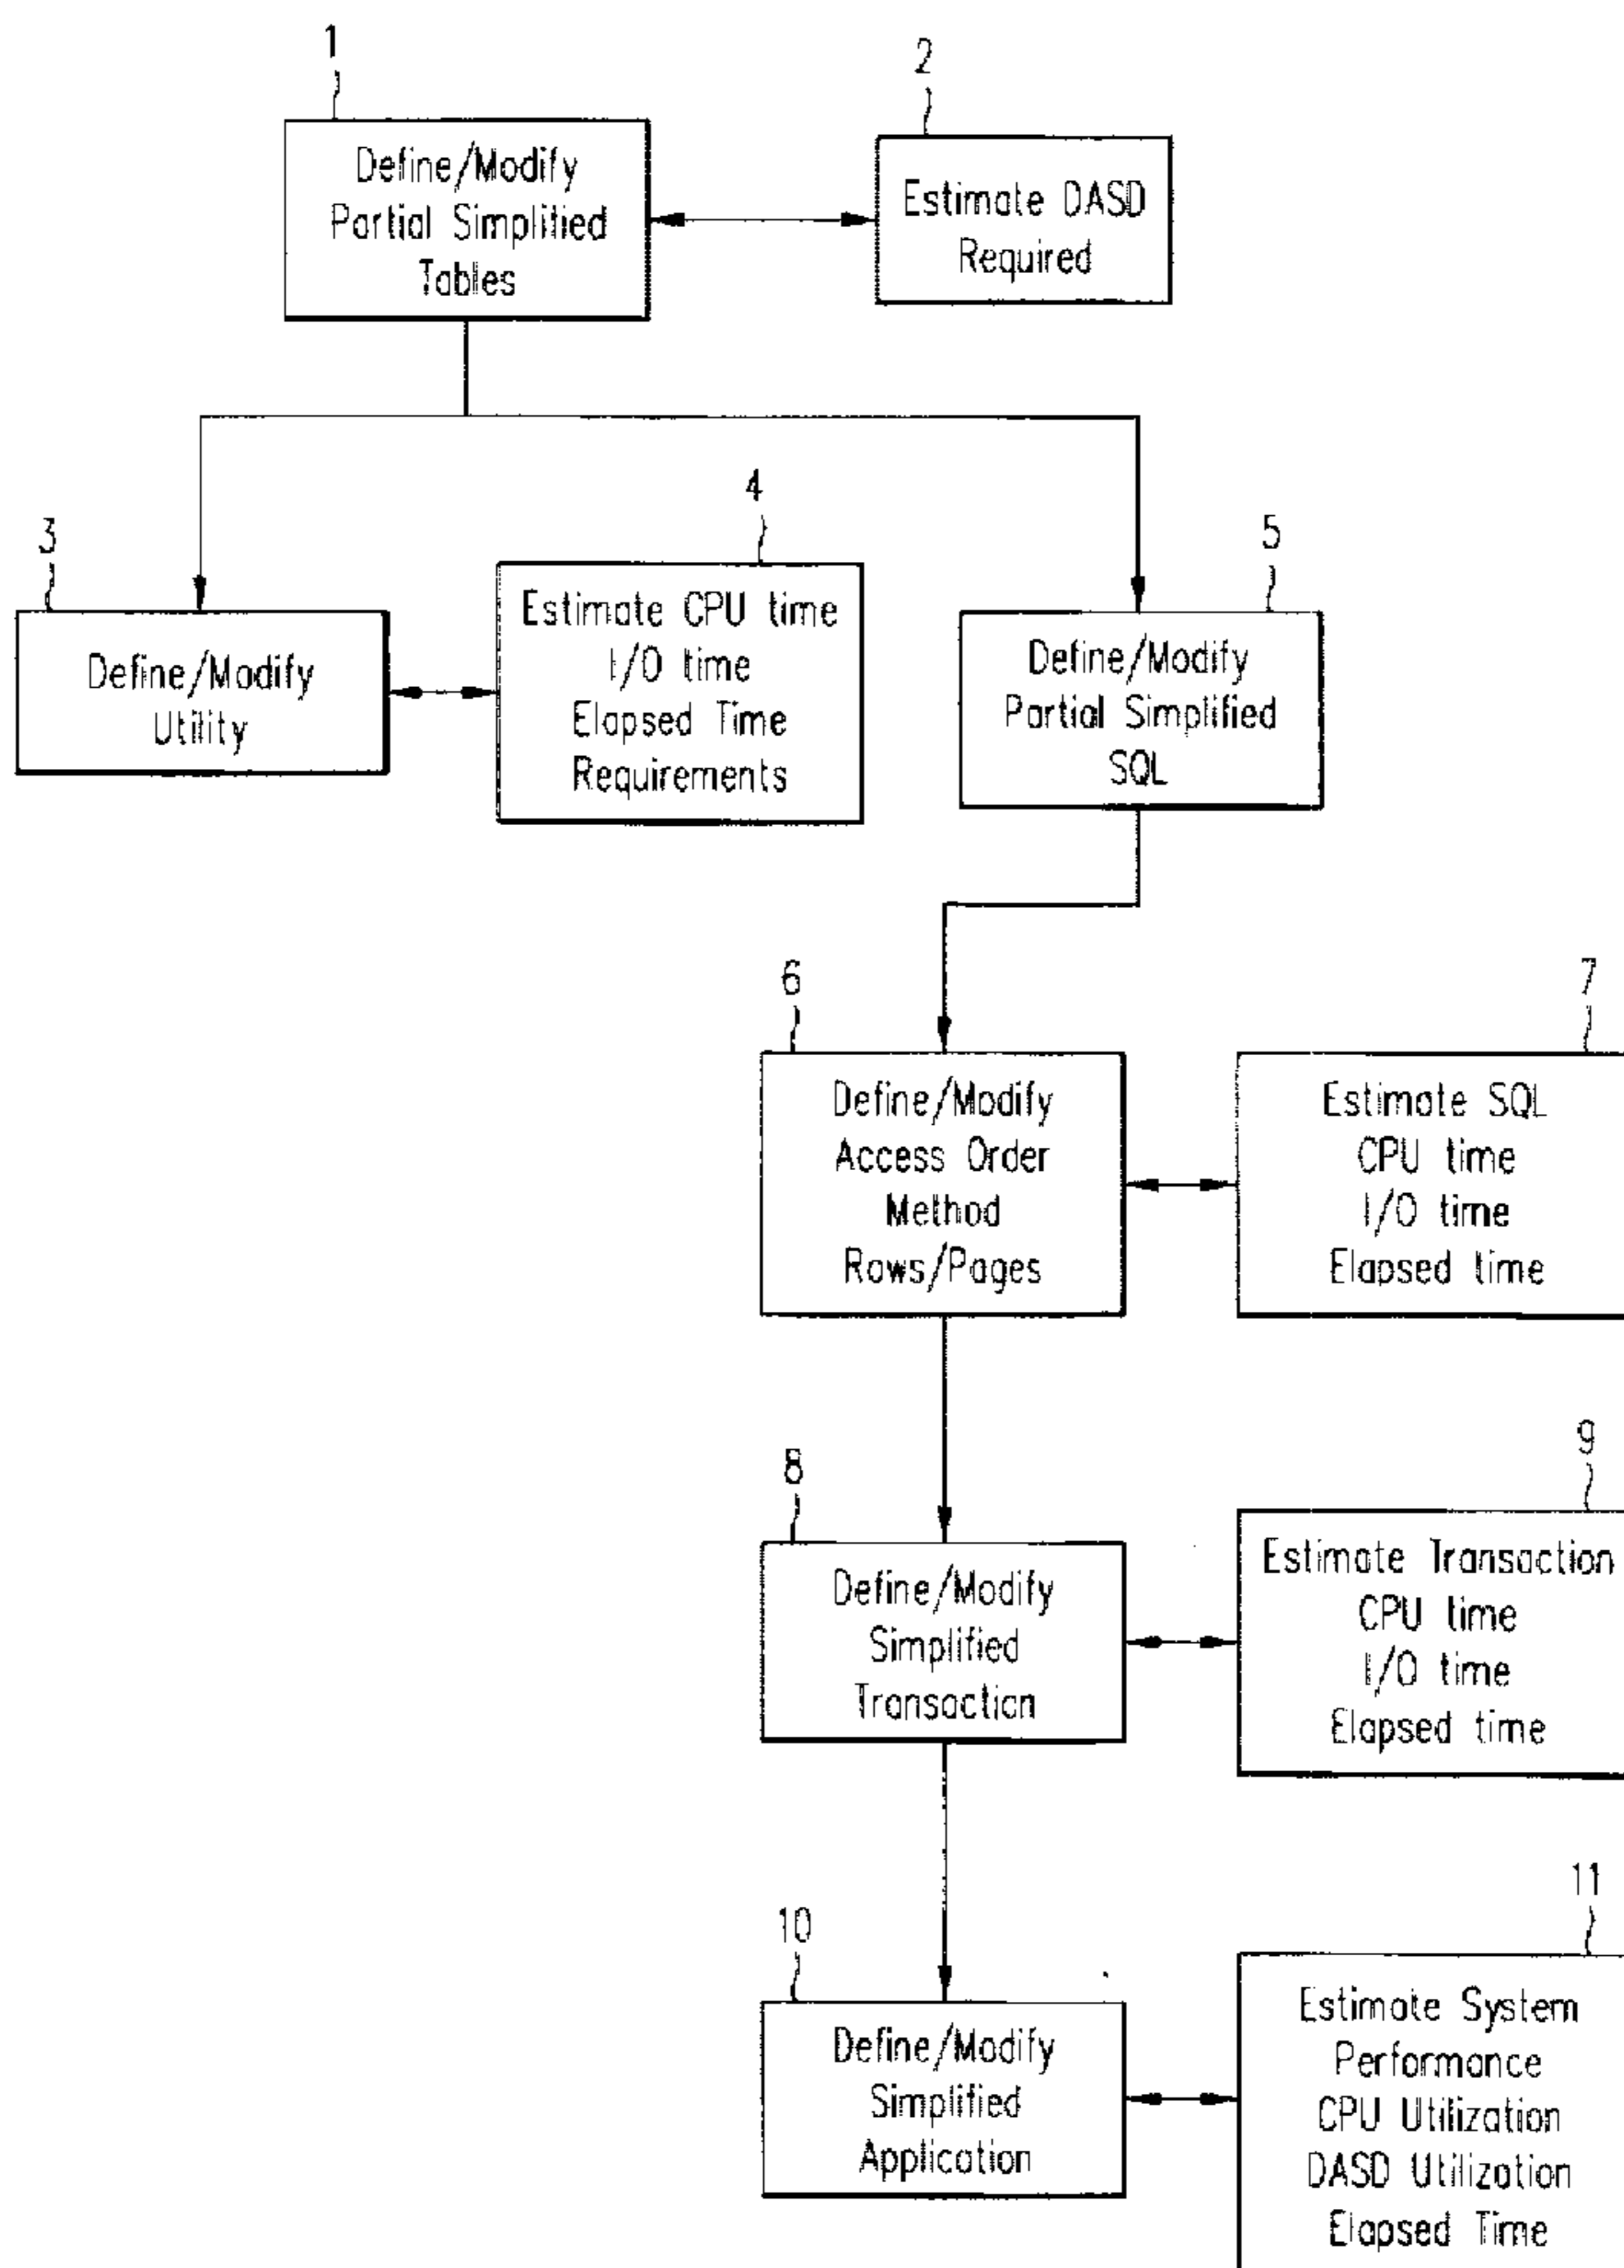 1
Define/Modify
Partial Simplified
Tables
2
Estimate DASD
Required
3
Define/Modify
Utility
4
Estimate CPU time
I/O time
Elapsed Time
Requirements
5
Define/Modify
Partial Simplified
SQL
6
Define/Modify
Access Order
Method
Rows/Pages
7
Estimate SQL
CPU time
I/O time
Elapsed time
8
Define/Modify
Simplified
Transaction
9
Estimate Transaction
CPU time
I/O time
Elapsed time
10
Define/Modify
Simplified
Application
11
Estimate System
Performance
CPU Utilization
DASD Utilization
Elapsed Time